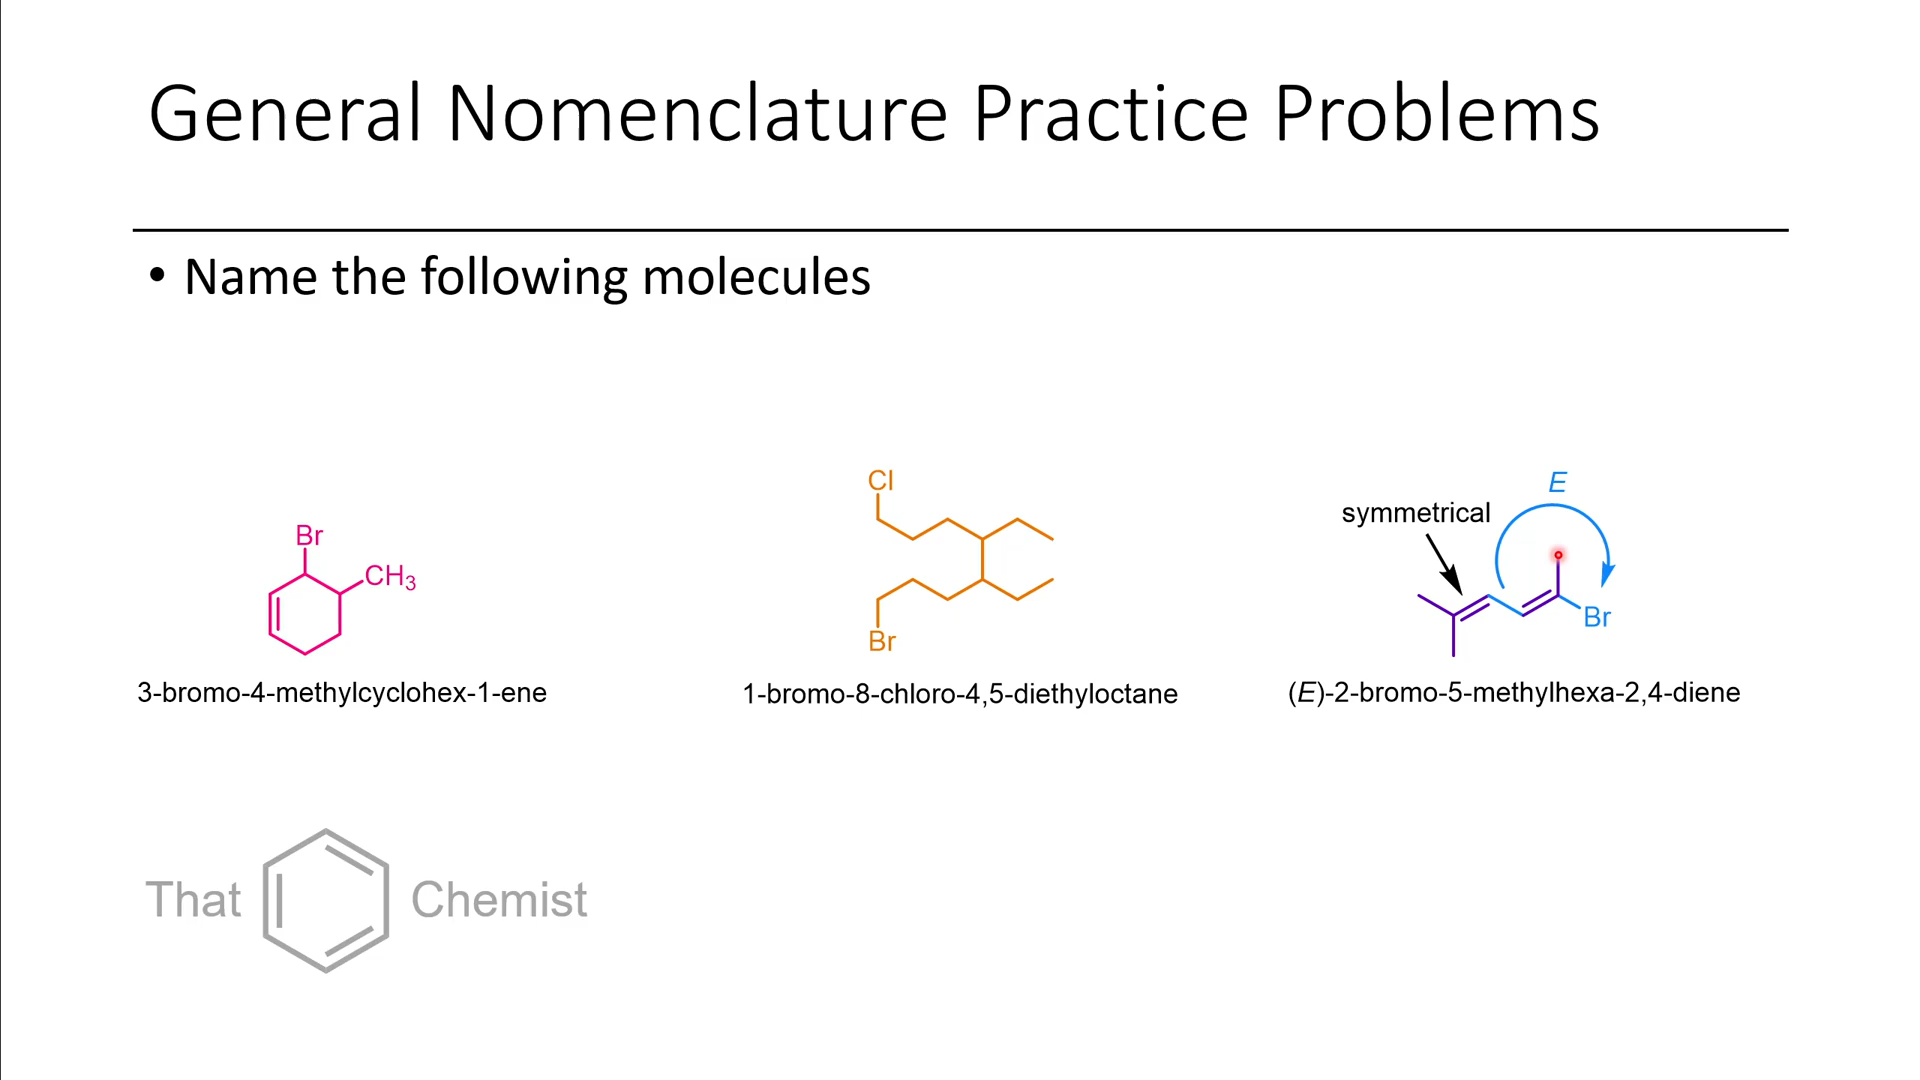 General Nomenclature Practice Problems
• Name the following molecules
Br
CH3
3-bromo-4-methylcyclohex-1-ene
Cl
Br
1-bromo-8-chloro-4,5-diethyloctane
E
symmetrical
Br
(E)-2-bromo-5-methylhexa-2,4-diene
That Chemist